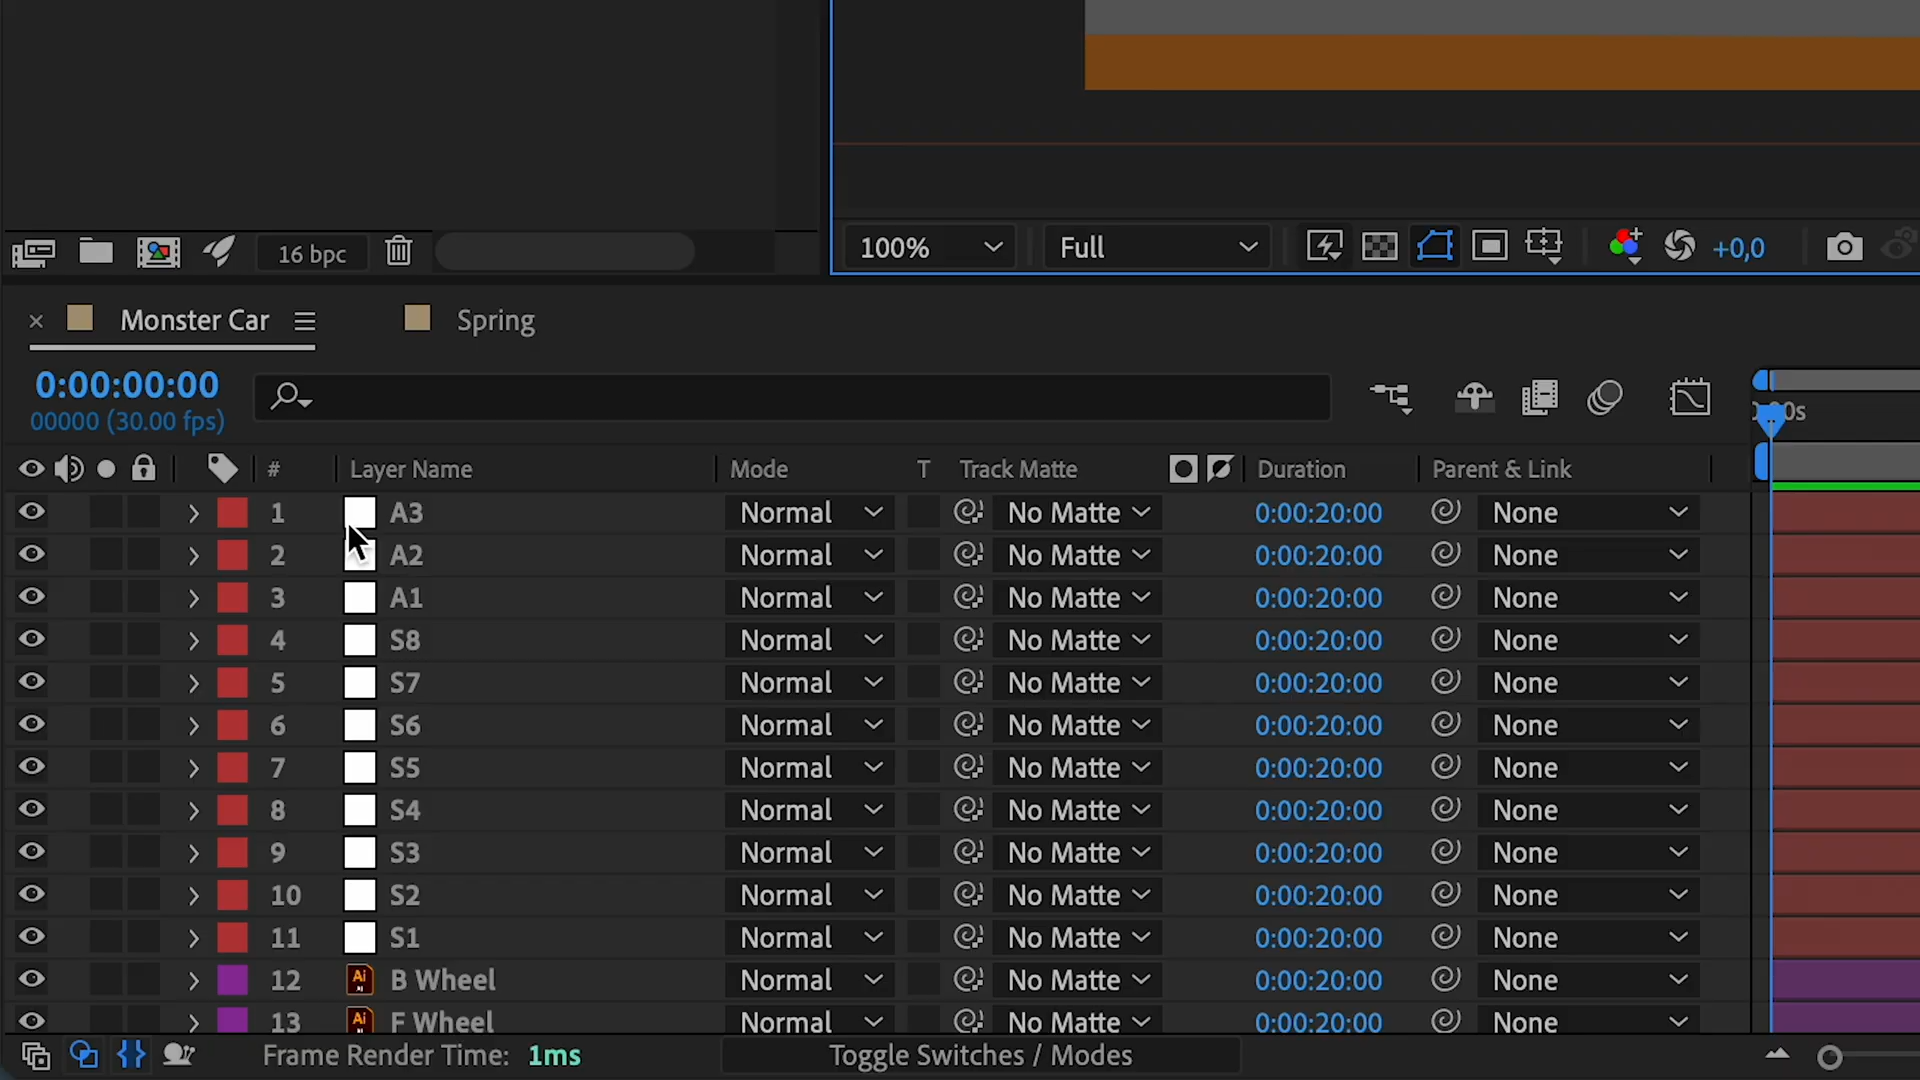 16 bpc
100% Full +0,0
Monster Car Spring
0:00:00:00
00000 (30.00 fps)
# Layer Name Mode T Track Matte Duration Parent & Link
1 A3 Normal No Matte 0:00:20:00 None
2 A2 Normal No Matte 0:00:20:00 None
3 A1 Normal No Matte 0:00:20:00 None
4 S8 Normal No Matte 0:00:20:00 None
5 S7 Normal No Matte 0:00:20:00 None
6 S6 Normal No Matte 0:00:20:00 None
7 S5 Normal No Matte 0:00:20:00 None
8 S4 Normal No Matte 0:00:20:00 None
9 S3 Normal No Matte 0:00:20:00 None
10 S2 Normal No Matte 0:00:20:00 None
11 S1 Normal No Matte 0:00:20:00 None
12 Ai B Wheel Normal No Matte 0:00:20:00 None
13 Ai F Wheel Normal No Matte 0:00:20:00 None
Frame Render Time: 1ms Toggle Switches / Modes